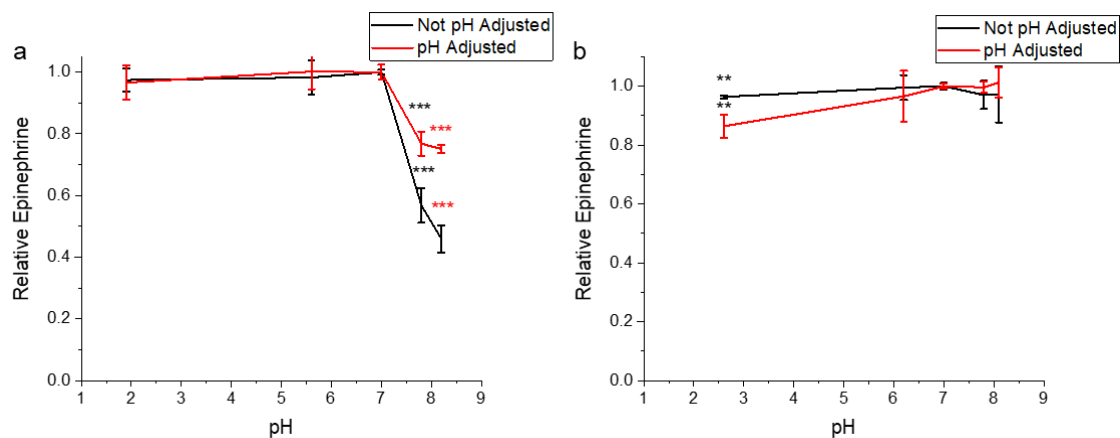 a
Not pH Adjusted
pH Adjusted
Relative Epinephrine
1.0
0.8
0.6
0.4
0.2
0.0
***
***
***
***
1 2 3 4 5 6 7 8 9
pH
b
Not pH Adjusted
pH Adjusted
Relative Epinephrine
1.0
0.8
0.6
0.4
0.2
0.0
**
**
1 2 3 4 5 6 7 8 9
pH